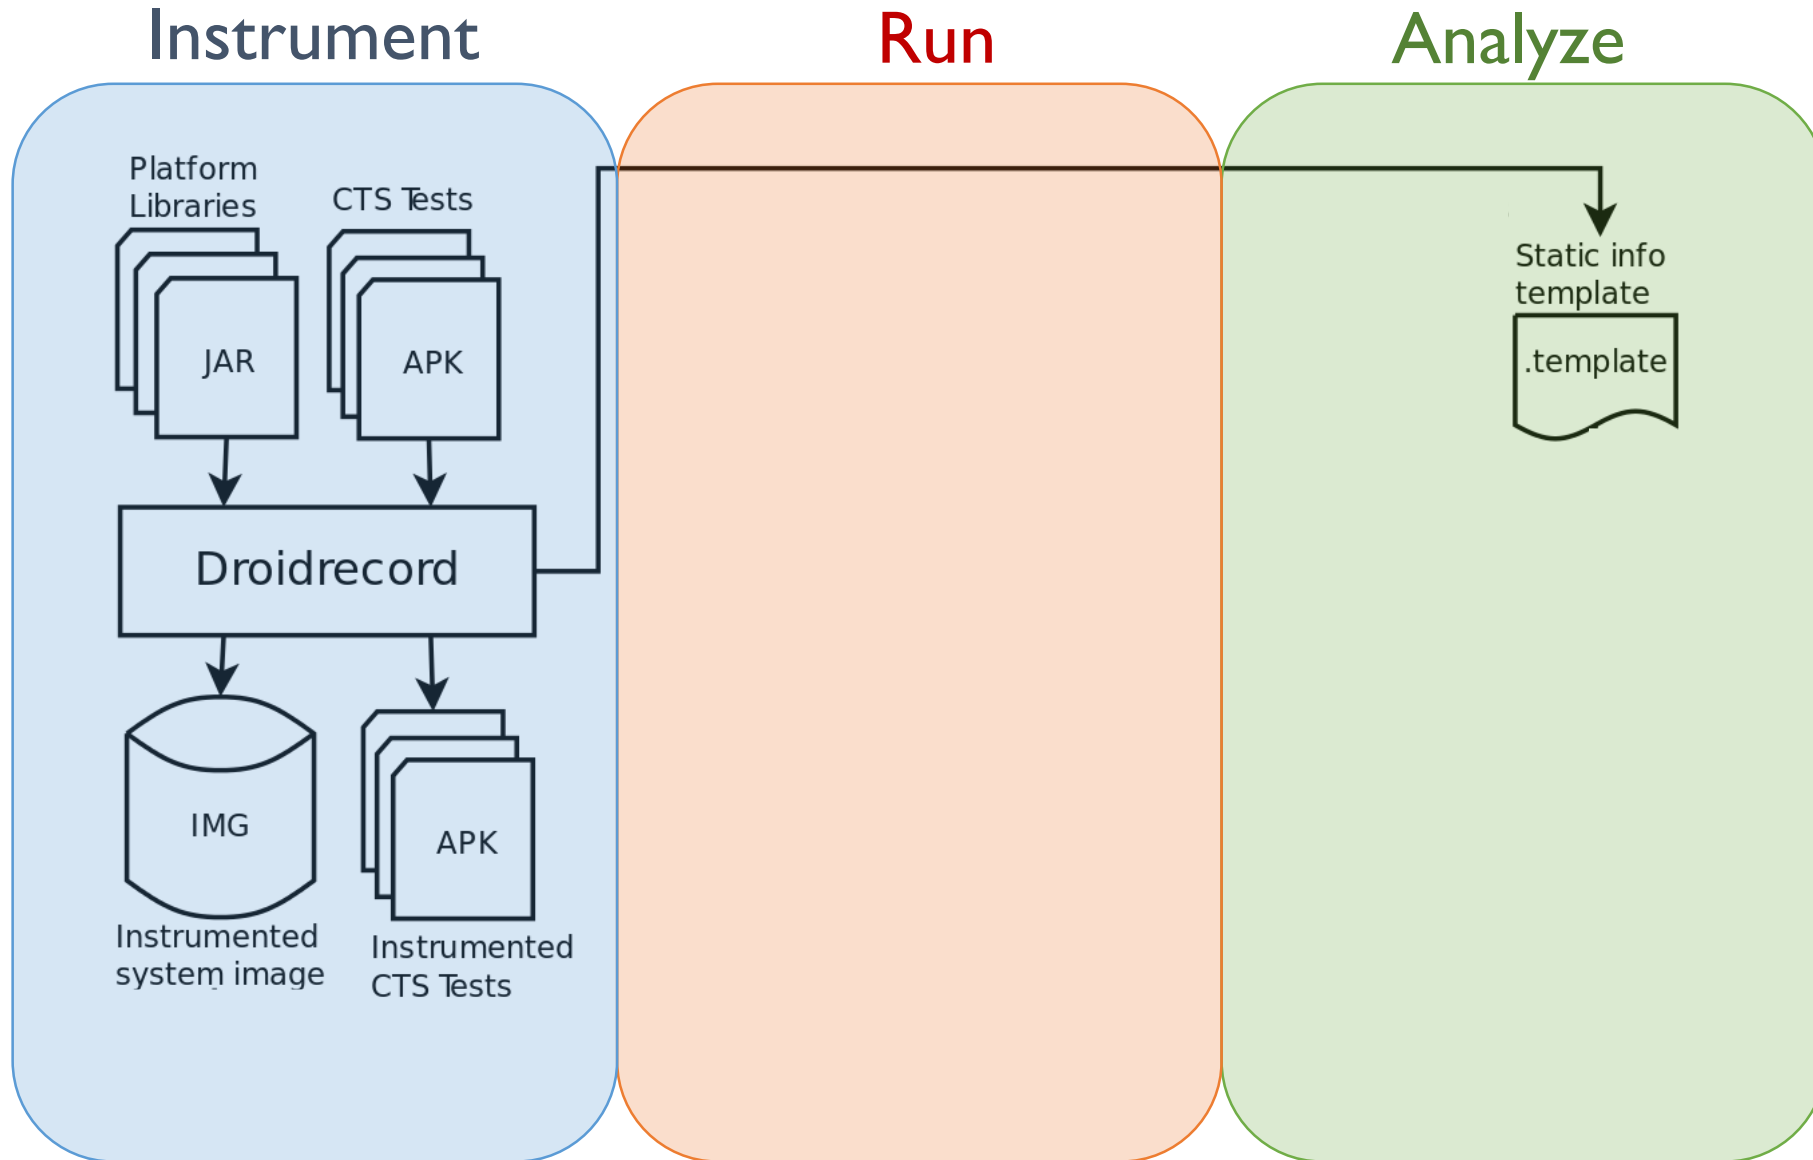 Instrument
Run
Analyze
Platform
Libraries
CTS Tests
JAR
APK
Droidrecord
IMG
APK
Instrumented
system image
Instrumented
CTS Tests
Static info
template
.template